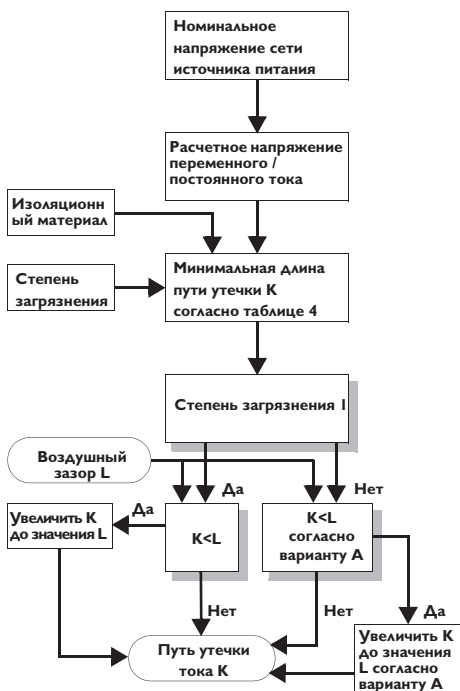 Номинальное
напряжение сети
источника питания
Расчетное напряжение
переменного /
постоянного тока
Изоляционн
ый материал
Степень
загрязнения
Минимальная длина
пути утечки К
согласно таблице 4
Степень загрязнения I
Воздушный
зазор L
Да
Нет
Увеличить К
до значения L
Да
K<L
K<L
согласно
варианту А
Нет
Нет
Да
Путь утечки
тока К
Увеличить К
до значения
L согласно
варианту А